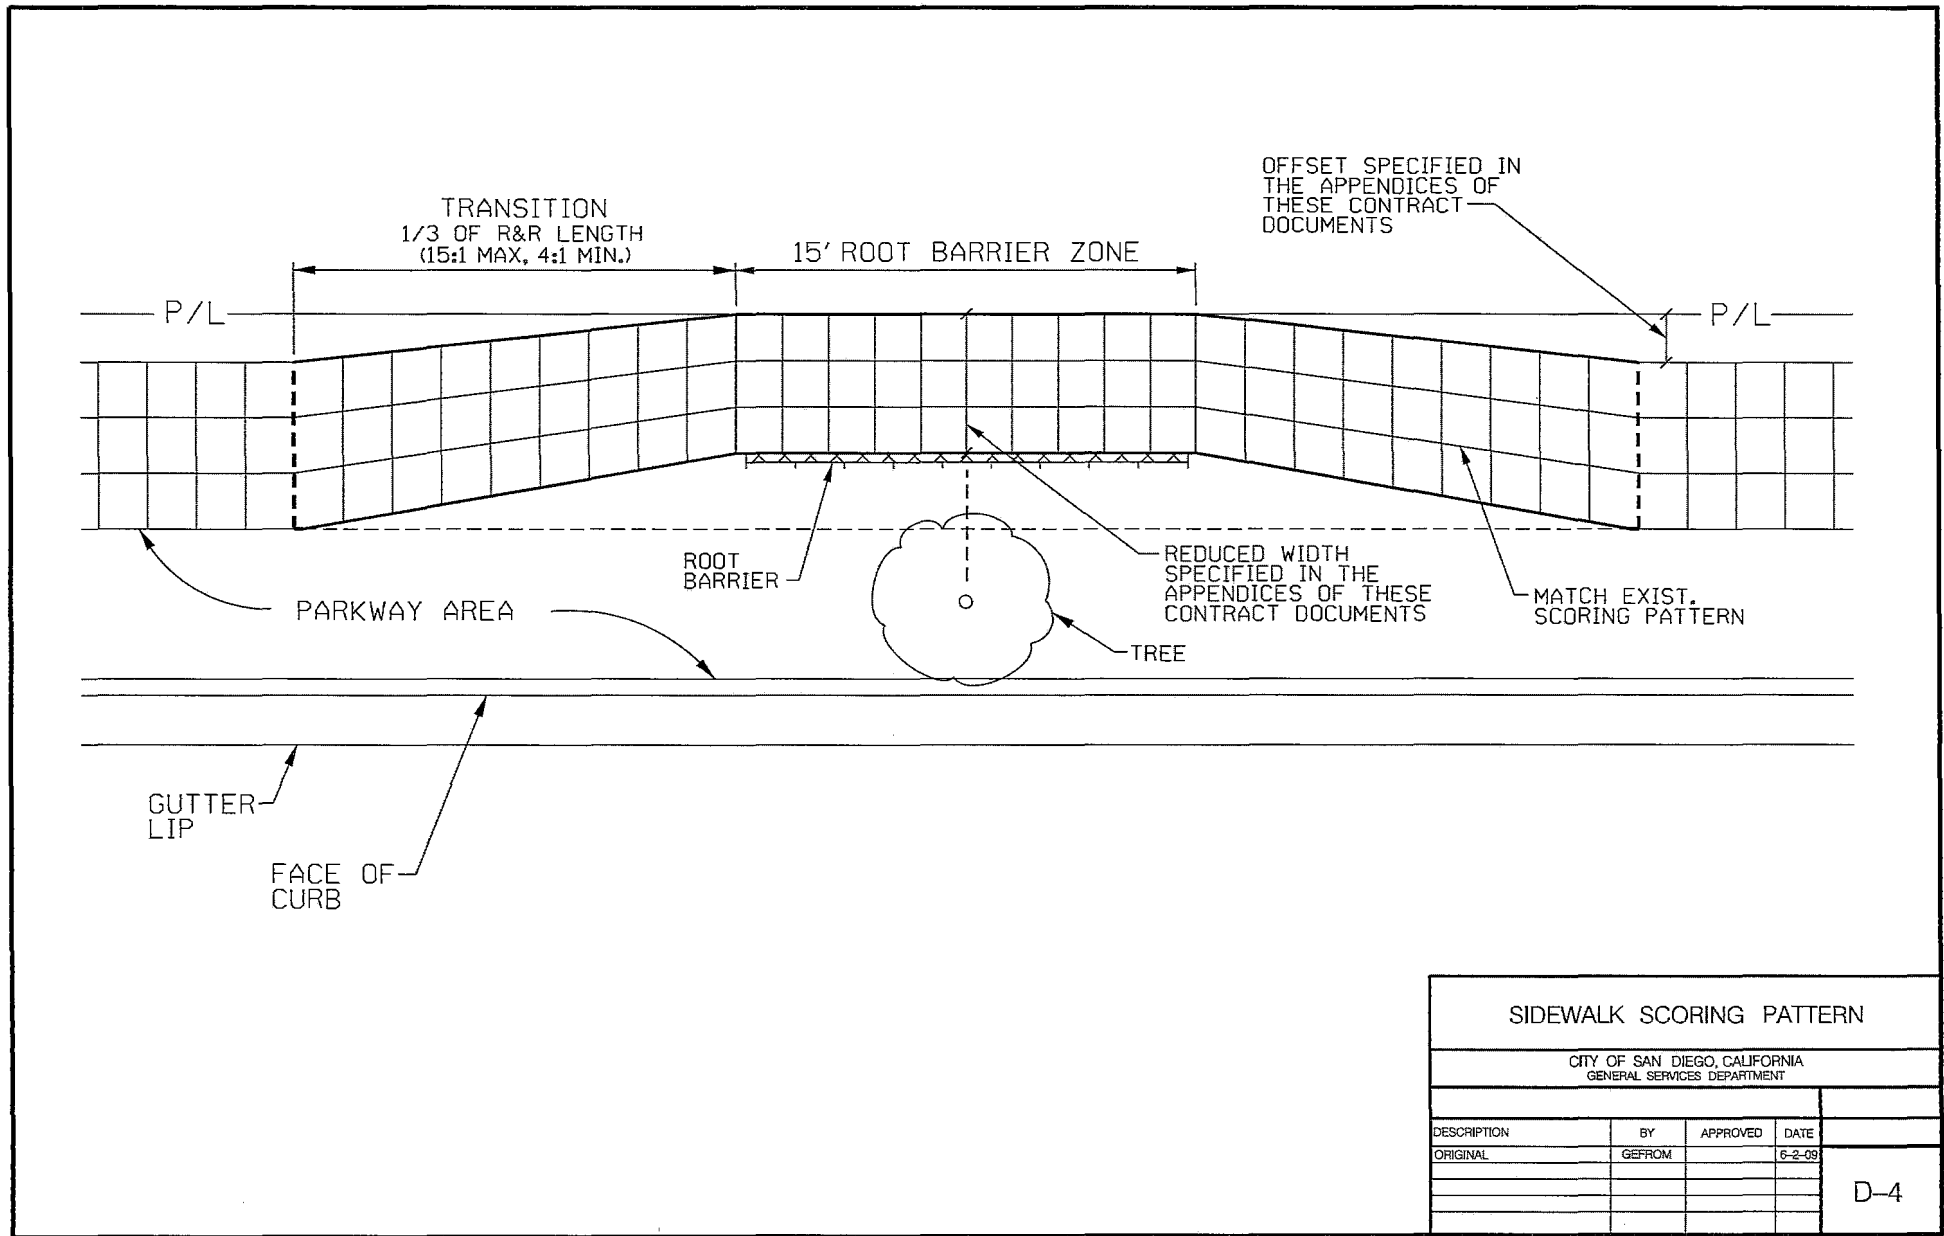 OFFSET SPECIFIED IN
THE APPENDICES OF
THESE CONTRACT
DOCUMENTS
TRANSITION
1/3 OF R&R LENGTH
(15:1 MAX, 4:1 MIN.)
15' ROOT BARRIER ZONE
P/L
P/L
ROOT
BARRIER
REDUCED WIDTH
SPECIFIED IN THE
APPENDICES OF THESE
CONTRACT DOCUMENTS
MATCH EXIST.
SCORING PATTERN
PARKWAY AREA
TREE
GUTTER
LIP
FACE OF
CURB
SIDEWALK SCORING PATTERN
CITY OF SAN DIEGO, CALIFORNIA
GENERAL SERVICES DEPARTMENT
DESCRIPTION BY APPROVED DATE
ORIGINAL GEFROM 6-2-09
D-4